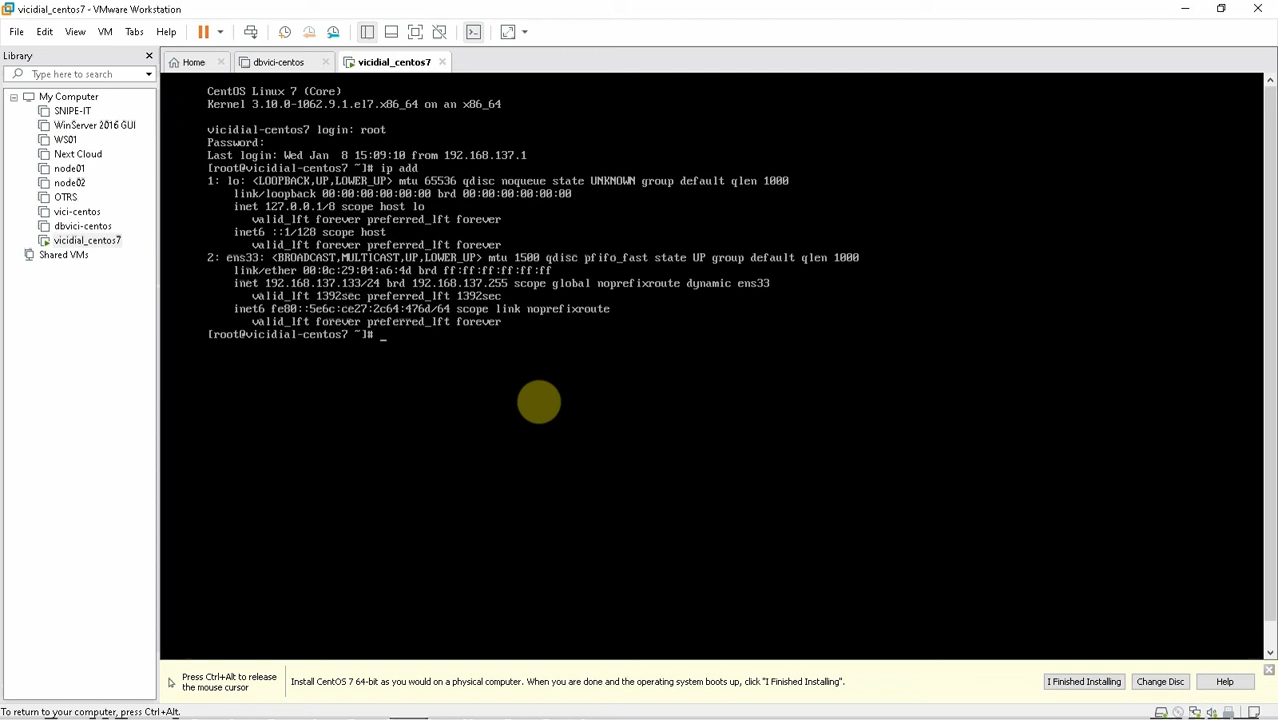 vicidial_centos7 - VMware Workstation
File Edit View VM Tabs Help
Library
Type here to search
My Computer
SNIPE-IT
WinServer 2016 GUI
WS01
Next Cloud
node01
node02
OTRS
vici-centos
dbvici-centos
vicidial_centos7
Shared VMs
Home dbvici-centos vicidial_centos7
CentOS Linux 7 (Core)
Kernel 3.10.0-1062.9.1.el7.x86_64 on an x86_64
vicidial-centos7 login: root
Password:
Last login: Wed Jan  8 15:09:10 from 192.168.137.1
[root@vicidial-centos7 ~]# ip add
1: lo: <LOOPBACK,UP,LOWER_UP> mtu 65536 qdisc noqueue state UNKNOWN group default qlen 1000
link/loopback 00:00:00:00:00:00 brd 00:00:00:00:00:00
inet 127.0.0.1/8 scope host lo
valid_lft forever preferred_lft forever
inet6 ::1/128 scope host
valid_lft forever preferred_lft forever
2: ens33: <BROADCAST,MULTICAST,UP,LOWER_UP> mtu 1500 qdisc pfifo_fast state UP group default qlen 1000
link/ether 00:0c:29:04:a6:4d brd ff:ff:ff:ff:ff:ff
inet 192.168.137.133/24 brd 192.168.137.255 scope global noprefixroute dynamic ens33
valid_lft 1392sec preferred_lft 1392sec
inet6 fe80::5e6c:ce27:2c64:476d/64 scope link noprefixroute
valid_lft forever preferred_lft forever
[root@vicidial-centos7 ~]# _
Press Ctrl+Alt to release
the mouse cursor
Install CentOS 7 64-bit as you would on a physical computer. When you are done and the operating system boots up, click "I Finished Installing".
I Finished Installing Change Disc Help
To return to your computer, press Ctrl+Alt.